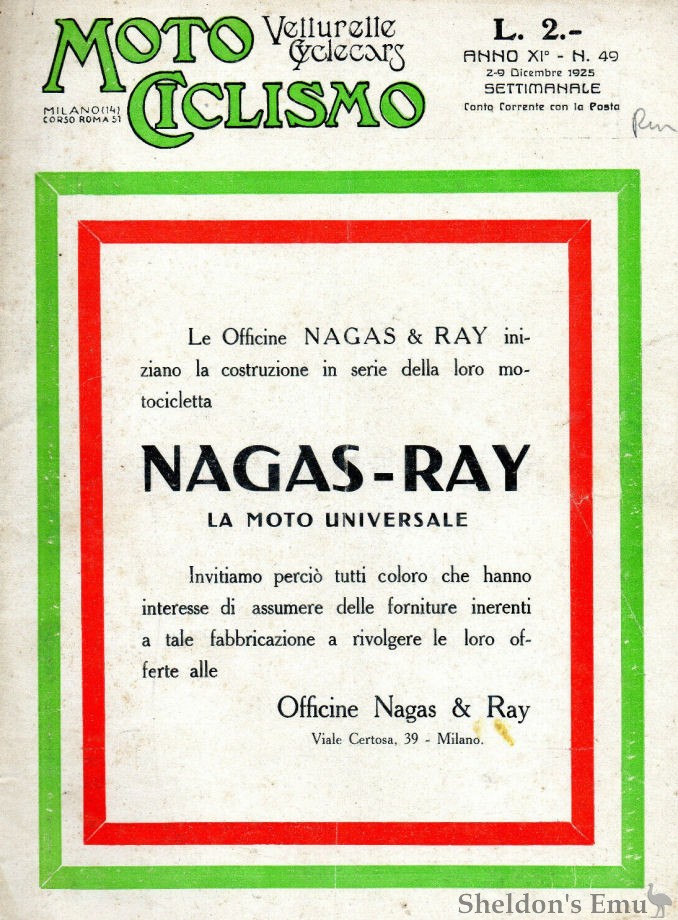 MOTO
CICLISMO
Vetturette
Cyclecars
MILANO (14)
CORSO ROMA 51
L. 2.-
ANNO XI° - N. 49
2-9 Dicembre 1925
SETTIMANALE
Conto Corrente con la Posta
Le Officine NAGAS & RAY ini-
ziano la costruzione in serie della loro mo-
tocicletta
NAGAS-RAY
LA MOTO UNIVERSALE
Invitiamo perciò tutti coloro che hanno
interesse di assumere delle forniture inerenti
a tale fabbricazione a rivolgere le loro of-
ferte alle
Officine Nagas & Ray
Viale Certosa, 39 - Milano.
Sheldon's Emu